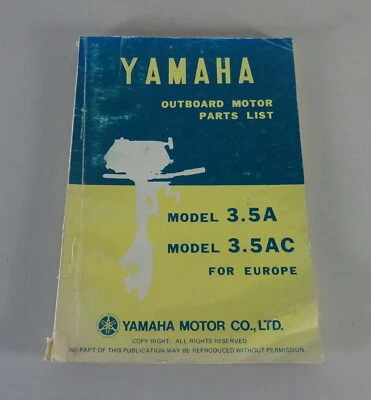 YAMAHA
OUTBOARD MOTOR
PARTS LIST
MODEL 3.5A
MODEL 3.5AC
FOR EUROPE
YAMAHA MOTOR CO., LTD.
COPY RIGHT. ALL RIGHTS RESERVED
NO PART OF THIS PUBLICATION MAY BE REPRODUCED WITHOUT PERMISSION.